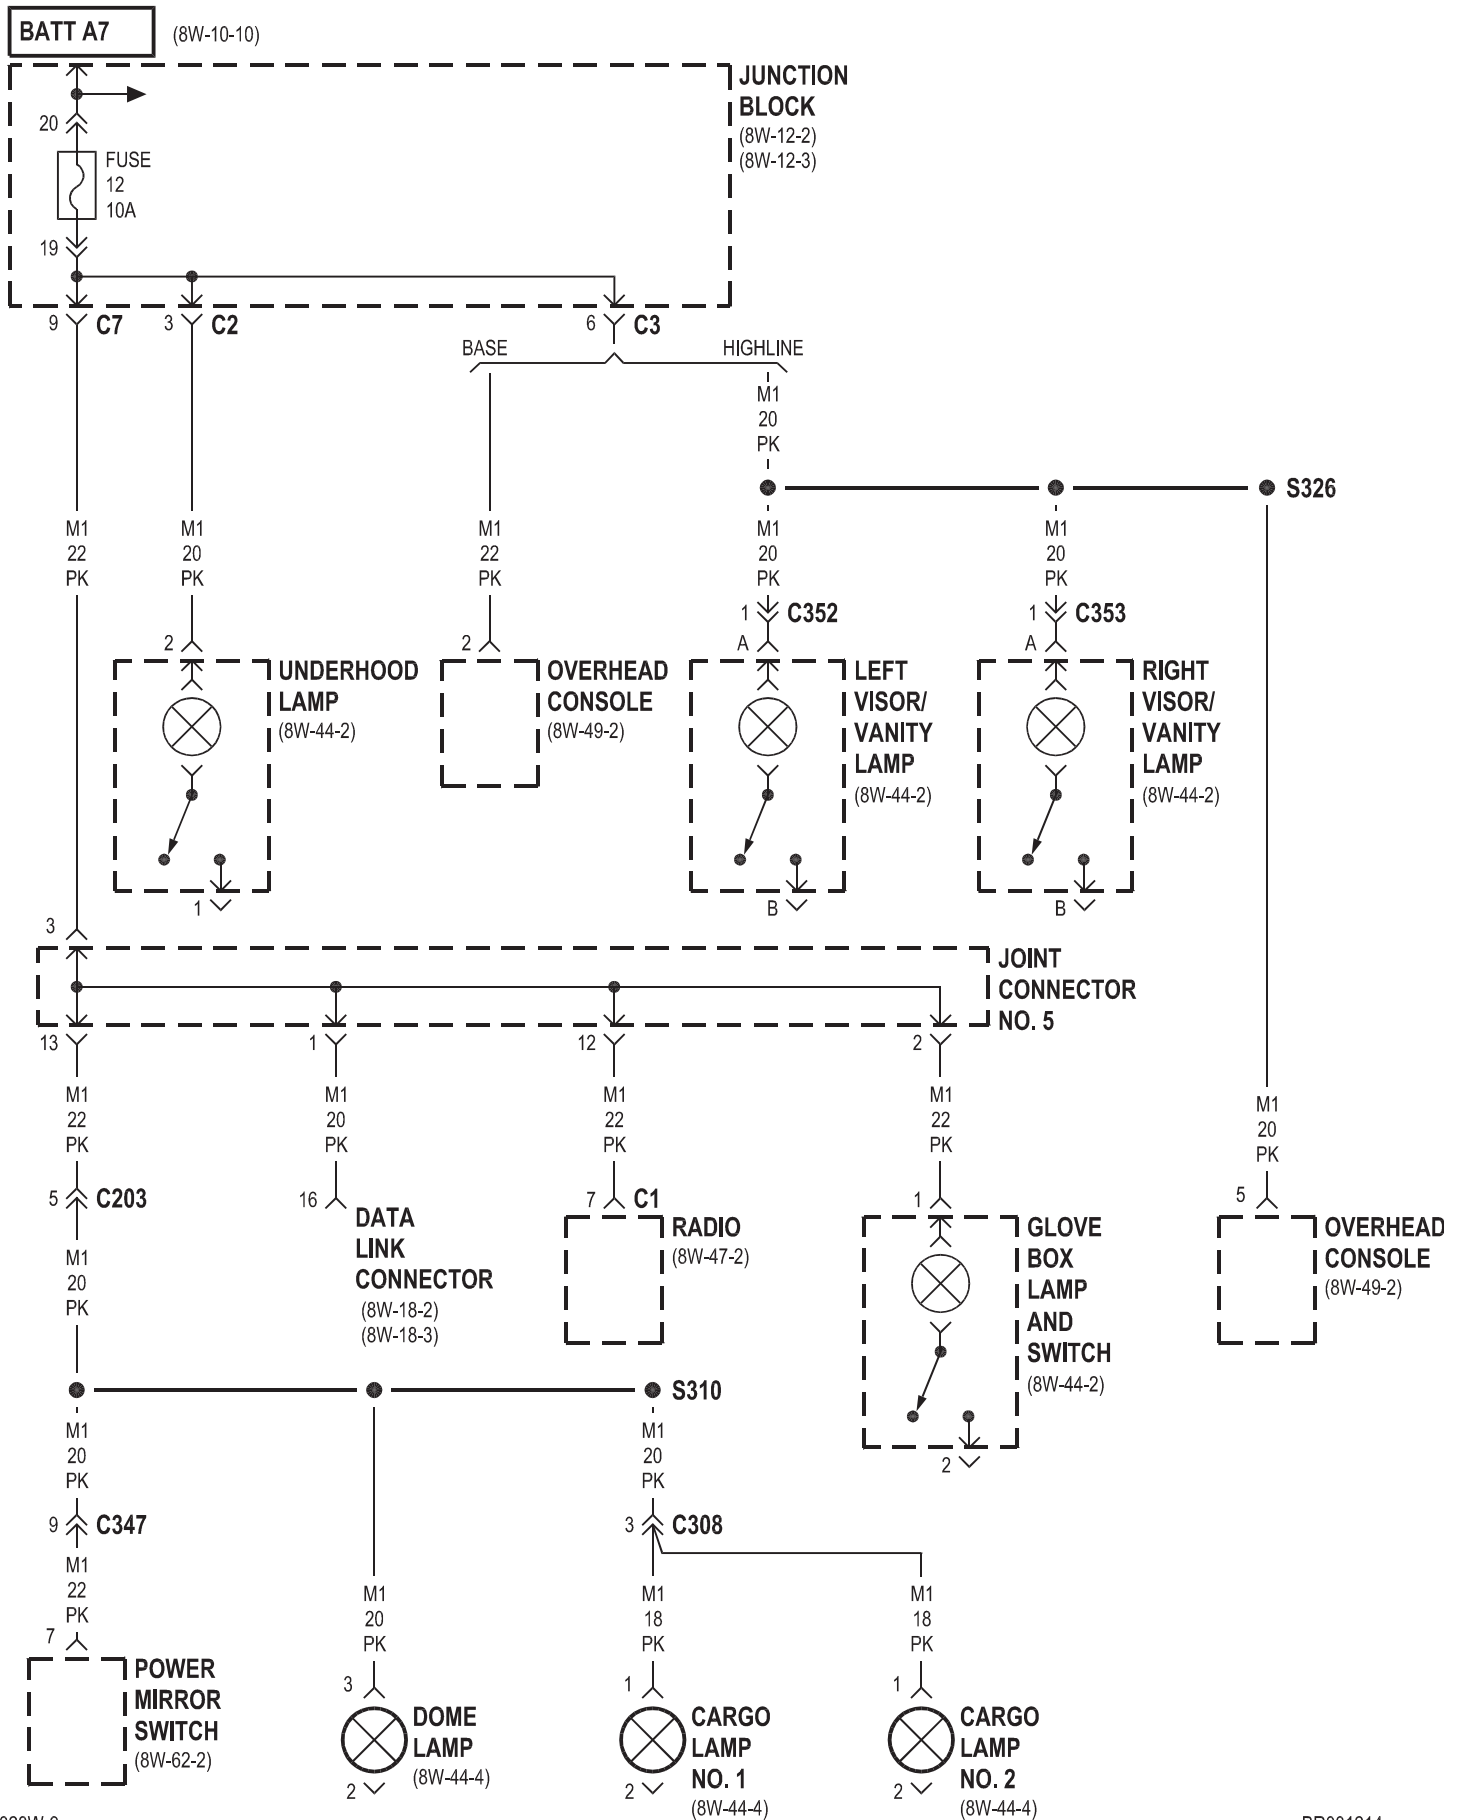 BATT A7
(8W-10-10)
JUNCTION
BLOCK
(8W-12-2)
(8W-12-3)
20
FUSE
12
10A
19
9 C7
3 C2
6 C3
BASE
HIGHLINE
M1
20
PK
S326
M1
22
PK
M1
20
PK
M1
22
PK
M1
20
PK
M1
20
PK
1 C352
1 C353
2
2
A
A
UNDERHOOD
LAMP
(8W-44-2)
OVERHEAD
CONSOLE
(8W-49-2)
LEFT
VISOR/
VANITY
LAMP
(8W-44-2)
RIGHT
VISOR/
VANITY
LAMP
(8W-44-2)
1
B
B
3
JOINT
CONNECTOR
NO. 5
13
1
12
2
M1
22
PK
M1
20
PK
M1
22
PK
M1
22
PK
M1
20
PK
5 C203
16
DATA
LINK
CONNECTOR
(8W-18-2)
(8W-18-3)
7 C1
RADIO
(8W-47-2)
1
GLOVE
BOX
LAMP
AND
SWITCH
(8W-44-2)
2
5
OVERHEAD
CONSOLE
(8W-49-2)
M1
20
PK
S310
M1
20
PK
M1
20
PK
9 C347
3 C308
M1
22
PK
M1
20
PK
M1
18
PK
M1
18
PK
7
POWER
MIRROR
SWITCH
(8W-62-2)
3
DOME
LAMP
(8W-44-4)
2
1
CARGO
LAMP
NO. 1
(8W-44-4)
2
1
CARGO
LAMP
NO. 2
(8W-44-4)
2